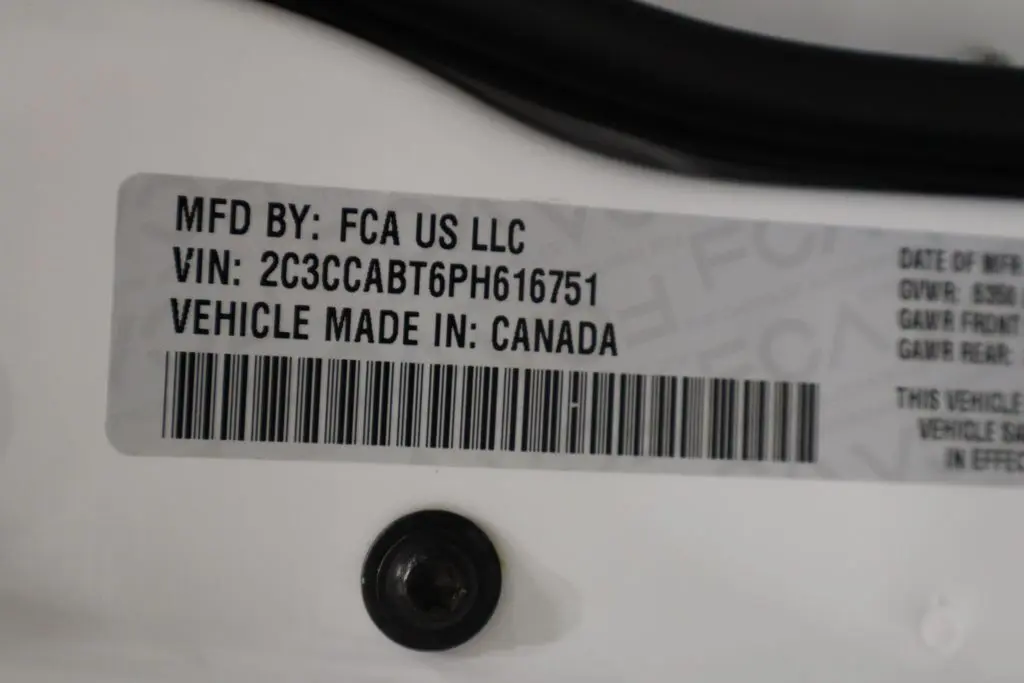 MFD BY: FCA US LLC
VIN: 2C3CCABT6PH616751
VEHICLE MADE IN: CANADA
DATE OF MFR
GVWR:
GAWR FRONT
GAWR REAR:
THIS VEHICLE
VEHICLE
IN